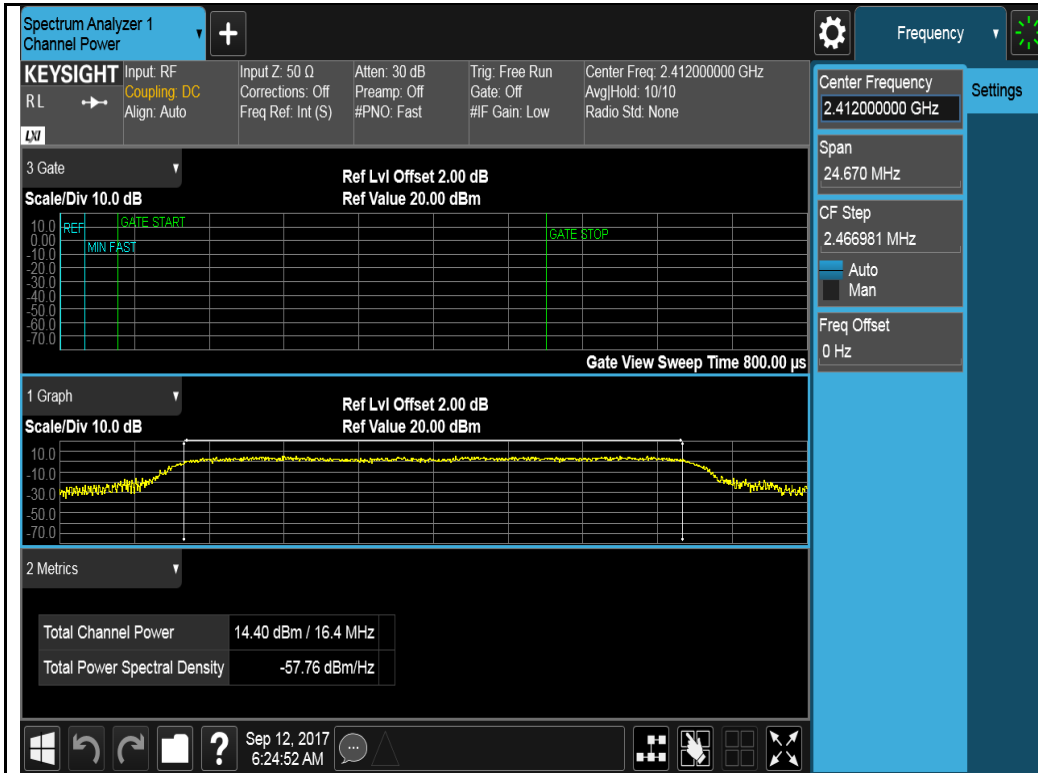 Spectrum Analyzer 1
Channel Power
Frequency
KEYSIGHT
RL
LXI
Input: RF
Coupling: DC
Align: Auto
Input Z: 50 Ω
Corrections: Off
Freq Ref: Int (S)
Atten: 30 dB
Preamp: Off
#PNO: Fast
Trig: Free Run
Gate: Off
#IF Gain: Low
Center Freq: 2.412000000 GHz
Avg|Hold: 10/10
Radio Std: None
Center Frequency
2.412000000 GHz
Settings
Span
24.670 MHz
CF Step
2.466981 MHz
Auto
Man
Freq Offset
0 Hz
3 Gate
Scale/Div 10.0 dB
Ref Lvl Offset 2.00 dB
Ref Value 20.00 dBm
10.0
0.00
-10.0
-20.0
-30.0
-40.0
-50.0
-60.0
-70.0
REF
MIN FAST
GATE START
GATE STOP
Gate View Sweep Time 800.00 µs
1 Graph
Scale/Div 10.0 dB
Ref Lvl Offset 2.00 dB
Ref Value 20.00 dBm
10.0
-10.0
-30.0
-50.0
-70.0
2 Metrics
Total Channel Power 14.40 dBm / 16.4 MHz
Total Power Spectral Density -57.76 dBm/Hz
? Sep 12, 2017
6:24:52 AM